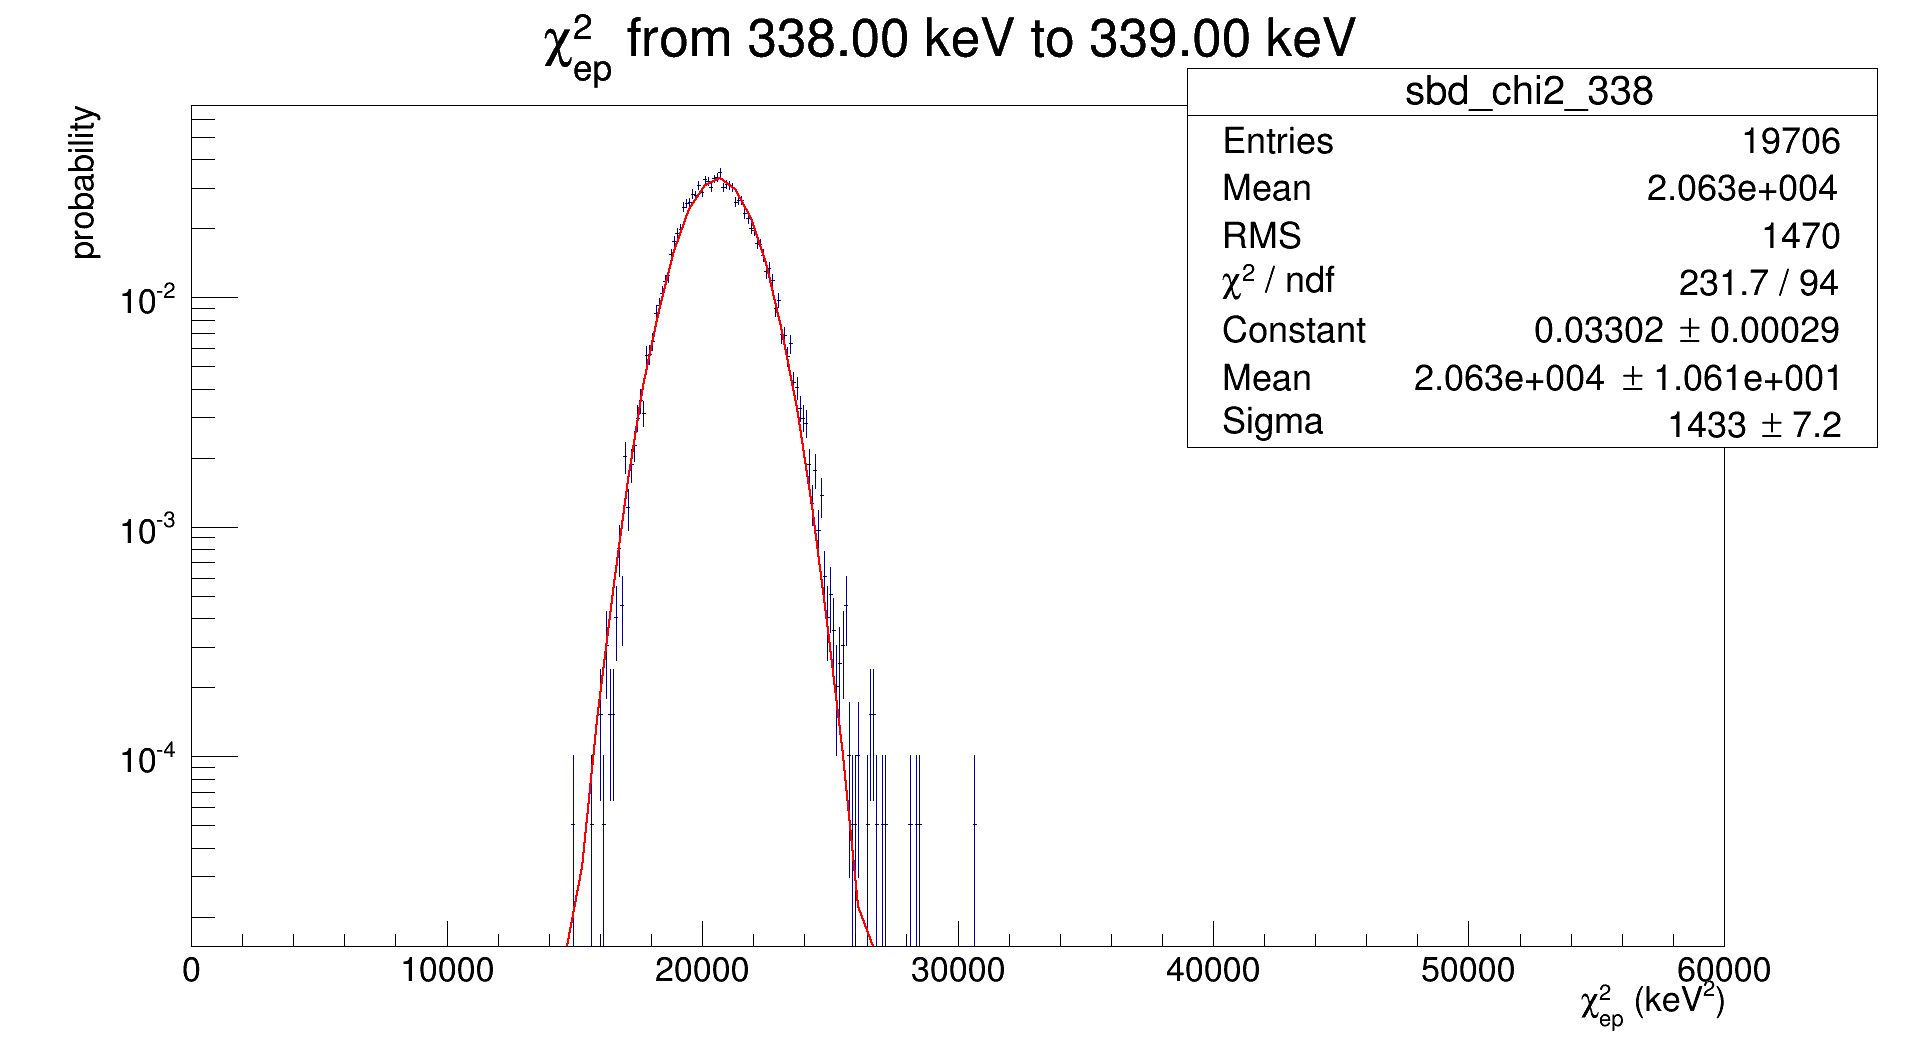 χ²ep from 338.00 keV to 339.00 keV
sbd_chi2_338
Entries 19706
Mean 2.063e+004
RMS 1470
χ² / ndf 231.7 / 94
Constant 0.03302 ± 0.00029
Mean 2.063e+004 ± 1.061e+001
Sigma 1433 ± 7.2
probability
10⁻²
10⁻³
10⁻⁴
0 10000 20000 30000 40000 50000 60000
χ²ep (keV²)